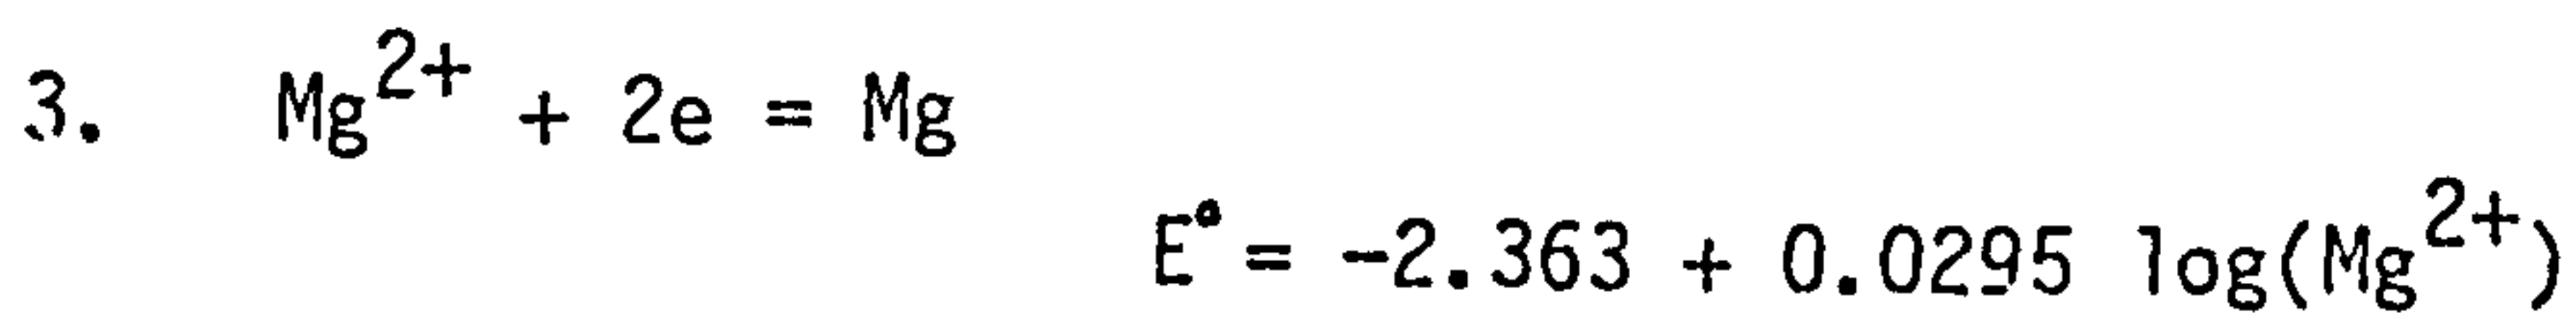 3. Mg²⁺ + 2e = Mg
E° = -2.363 + 0.0295 log(Mg²⁺)